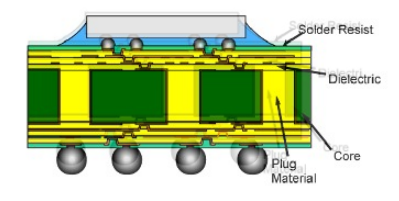 Solder Resist
Dielectric
Core
Plug
Material